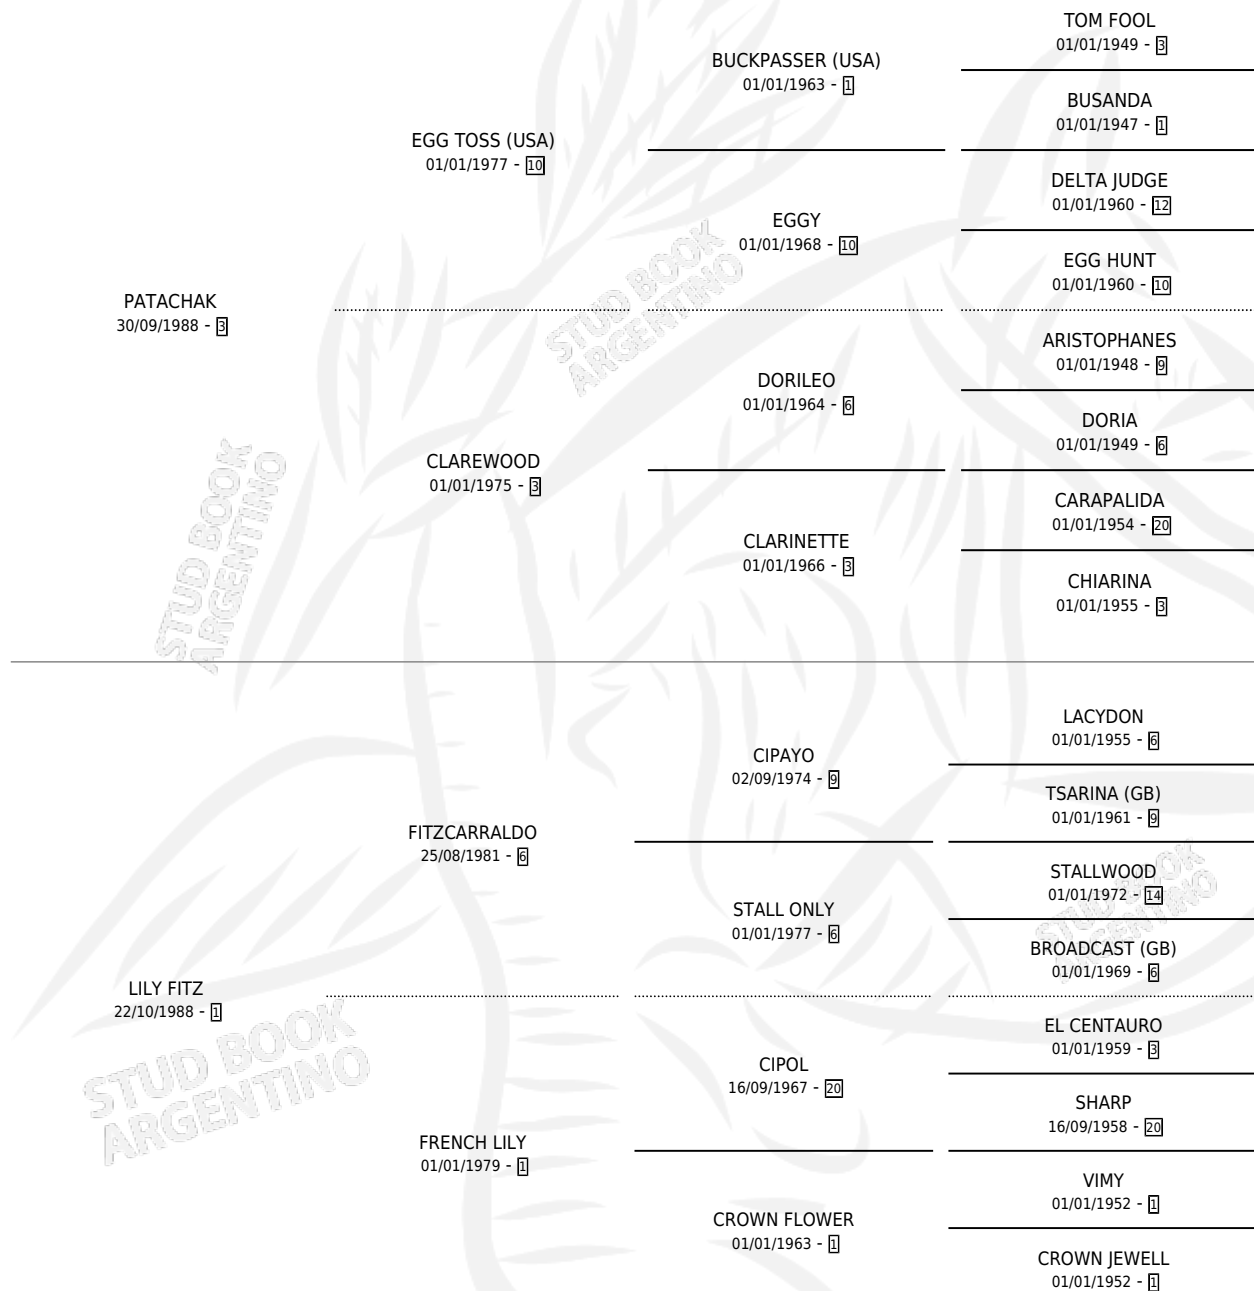 TOM FOOL
01/01/1949 - 3
BUCKPASSER (USA)
01/01/1963 - 1
BUSANDA
01/01/1947 - 1
EGG TOSS (USA)
01/01/1977 - 10
DELTA JUDGE
01/01/1960 - 12
EGGY
01/01/1968 - 10
EGG HUNT
01/01/1960 - 10
PATACHAK
30/09/1988 - 3
STUD BOOK
ARGENTINO
ARISTOPHANES
01/01/1948 - 9
DORILEO
01/01/1964 - 6
DORIA
01/01/1949 - 6
CLAREWOOD
01/01/1975 - 3
CARAPALIDA
01/01/1954 - 20
CLARINETTE
01/01/1966 - 3
CHIARINA
01/01/1955 - 3
STUD BOOK
ARGENTINO
LACYDON
01/01/1955 - 6
CIPAYO
02/09/1974 - 9
TSARINA (GB)
01/01/1961 - 9
FITZCARRALDO
25/08/1981 - 6
STALLWOOD
01/01/1972 - 14
STALL ONLY
01/01/1977 - 6
BROADCAST (GB)
01/01/1969 - 6
STUD BOOK
ARGENTINO
LILY FITZ
22/10/1988 - 1
EL CENTAURO
01/01/1959 - 3
CIPOL
16/09/1967 - 20
SHARP
16/09/1958 - 20
STUD BOOK
ARGENTINO
FRENCH LILY
01/01/1979 - 1
VIMY
01/01/1952 - 1
CROWN FLOWER
01/01/1963 - 1
CROWN JEWELL
01/01/1952 - 1